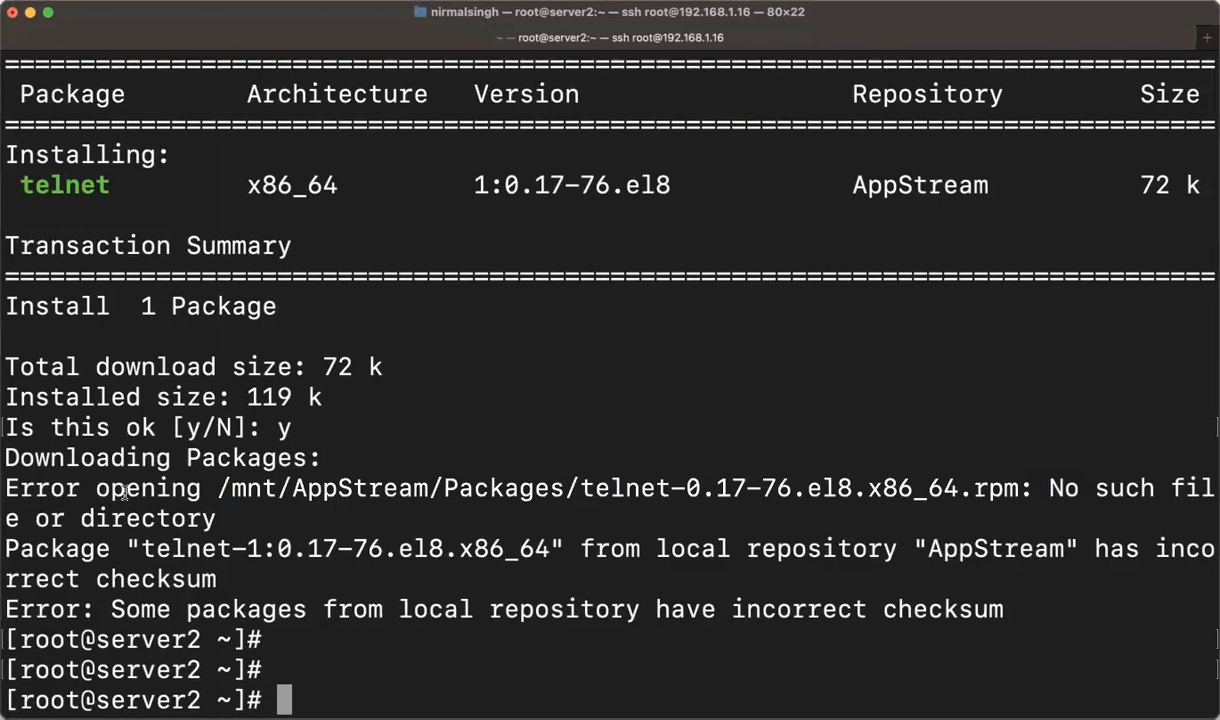 nirmalsingh — root@server2:~ — ssh root@192.168.1.16 — 80×22
~ — root@server2:~ — ssh root@192.168.1.16
+
================================================================================
Package Architecture Version Repository Size
================================================================================
Installing:
telnet x86_64 1:0.17-76.el8 AppStream 72 k
Transaction Summary
================================================================================
Install 1 Package
Total download size: 72 k
Installed size: 119 k
Is this ok [y/N]: y
Downloading Packages:
Error opening /mnt/AppStream/Packages/telnet-0.17-76.el8.x86_64.rpm: No such fil
e or directory
Package "telnet-1:0.17-76.el8.x86_64" from local repository "AppStream" has inco
rrect checksum
Error: Some packages from local repository have incorrect checksum
[root@server2 ~]#
[root@server2 ~]#
[root@server2 ~]#